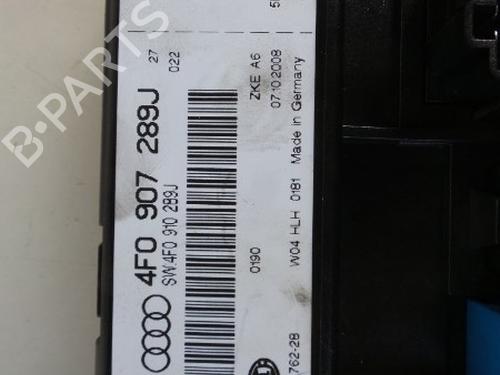 4F0 907 289J
27
022
SW:4F0 910 289J
ZKE A6
07.10.2008
0190
W04 HLH 0181 Made in Germany
762-28
B PARTS